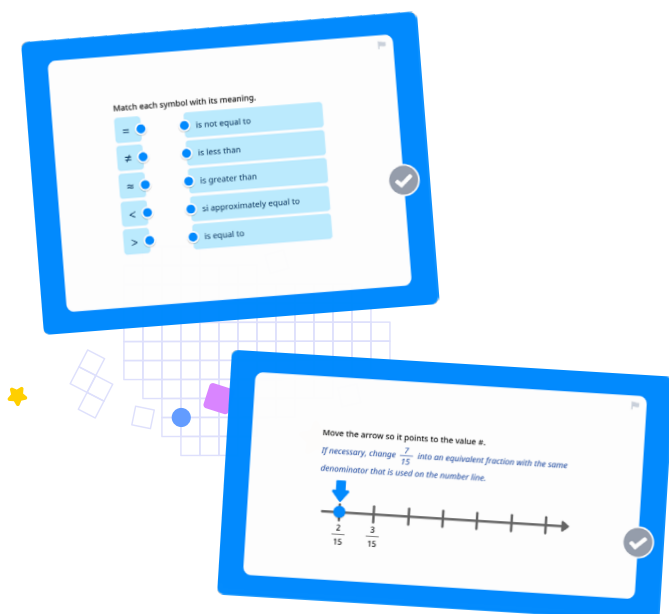 Match each symbol with its meaning.
= is not equal to
≠ is less than
≈ is greater than
< si approximately equal to
> is equal to
Move the arrow so it points to the value #.
If necessary, change 7/15 into an equivalent fraction with the same
denominator that is used on the number line.
2/15 3/15